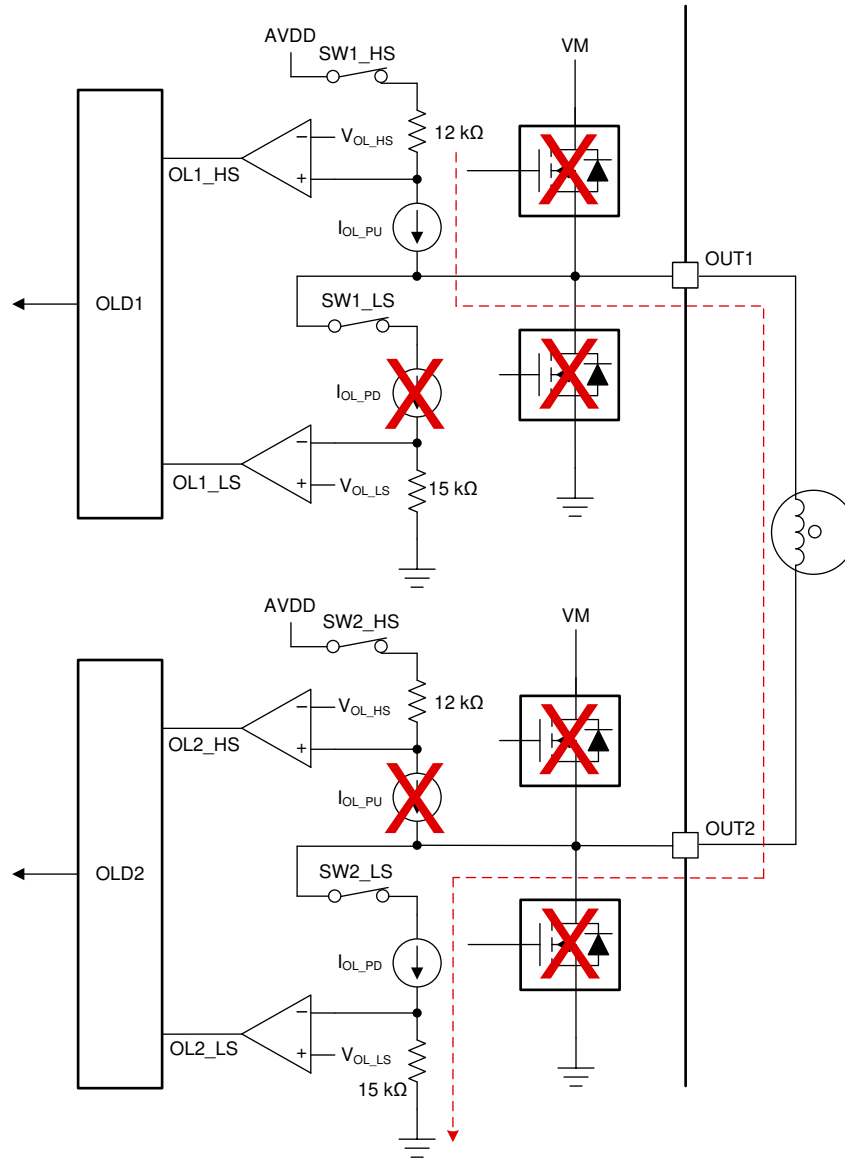 AVDD
SW1_HS
VM
12 kΩ
V_OL_HS
OL1_HS
I_OL_PU
OUT1
SW1_LS
OLD1
I_OL_PD
OL1_LS
V_OL_LS
15 kΩ
AVDD
SW2_HS
VM
12 kΩ
V_OL_HS
OL2_HS
I_OL_PU
OUT2
SW2_LS
OLD2
I_OL_PD
OL2_LS
V_OL_LS
15 kΩ